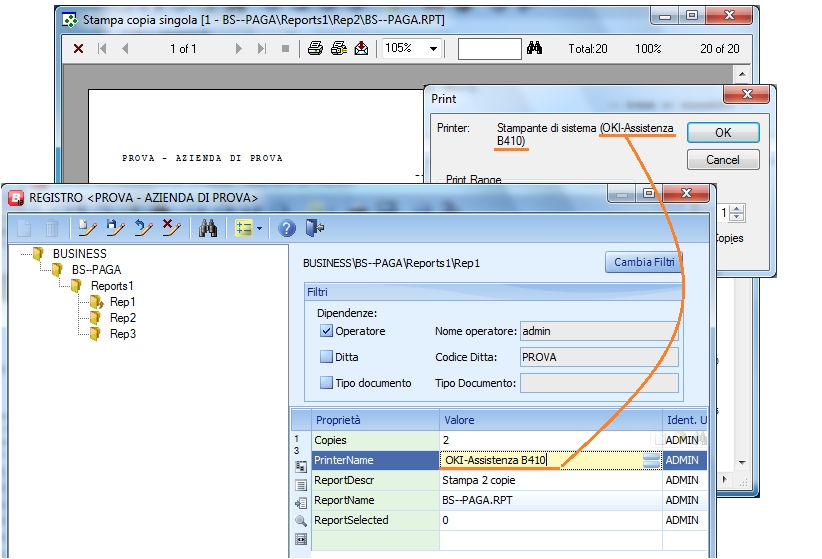 Stampa copia singola [1 - BS--PAGA\Reports1\Rep2\BS--PAGA.RPT]
1 of 1 105% Total:20 100% 20 of 20
PROVA - AZIENDA DI PROVA
Print
Printer: Stampante di sistema (OKI-Assistenza
B410)
OK
Cancel
Print Range
1
Copies
REGISTRO <PROVA - AZIENDA DI PROVA>
BUSINESS
BS--PAGA
Reports1
Rep1
Rep2
Rep3
BUSINESS\BS--PAGA\Reports1\Rep1
Cambia Filtri
Filtri
Dipendenze:
Operatore Nome operatore: admin
Ditta Codice Ditta: PROVA
Tipo documento Tipo Documento:
Proprietà Valore Ident. U
Copies 2 ADMIN
PrinterName OKI-Assistenza B410 ADMIN
ReportDescr Stampa 2 copie ADMIN
ReportName BS--PAGA.RPT ADMIN
ReportSelected 0 ADMIN
1
3